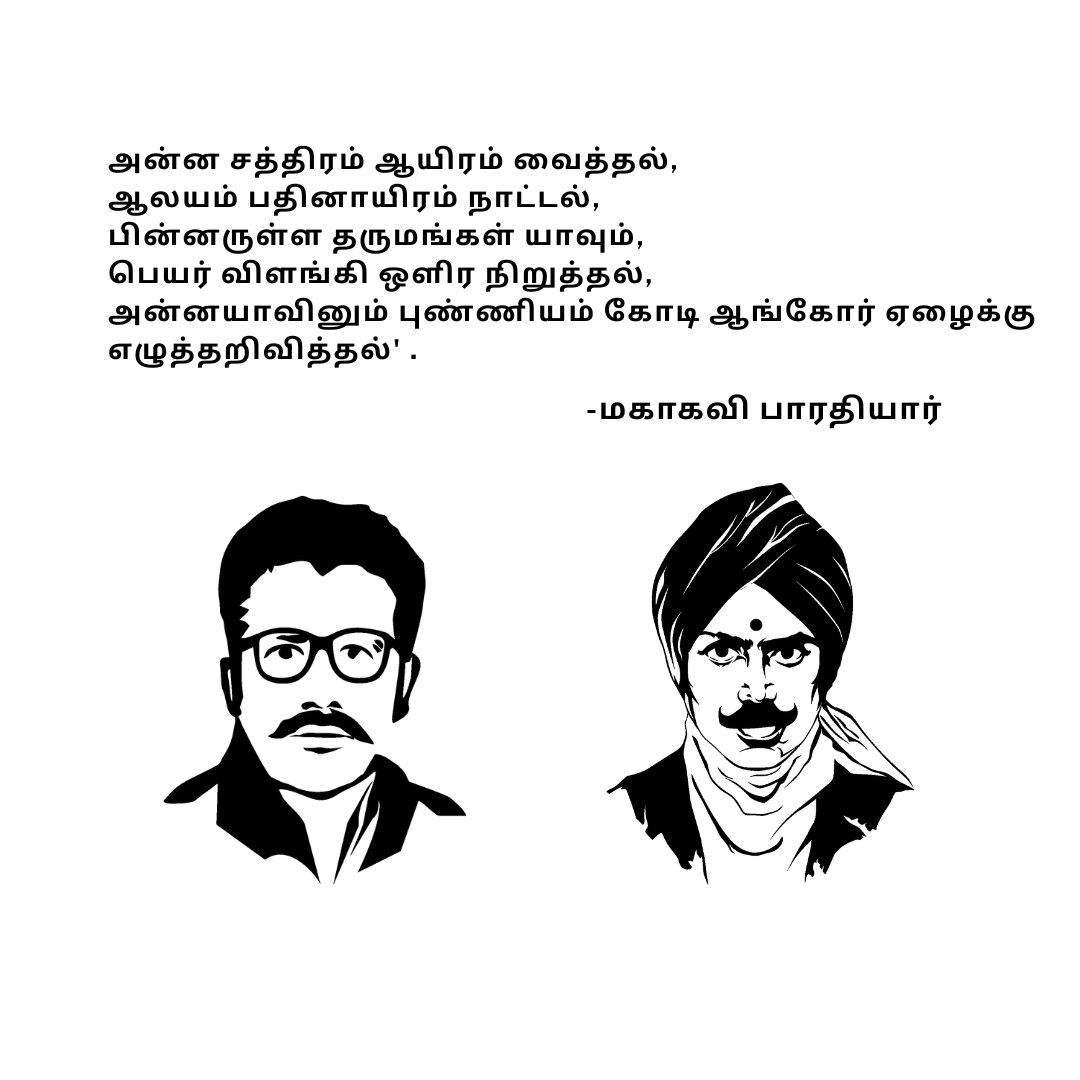 அன்ன சத்திரம் ஆயிரம் வைத்தல்,
ஆலயம் பதினாயிரம் நாட்டல்,
பின்னருள்ள தருமங்கள் யாவும்,
பெயர் விளங்கி ஒளிர நிறுத்தல்,
அன்னயாவினும் புண்ணியம் கோடி ஆங்கோர் ஏழைக்கு
எழுத்தறிவித்தல்' .
-மகாகவி பாரதியார்